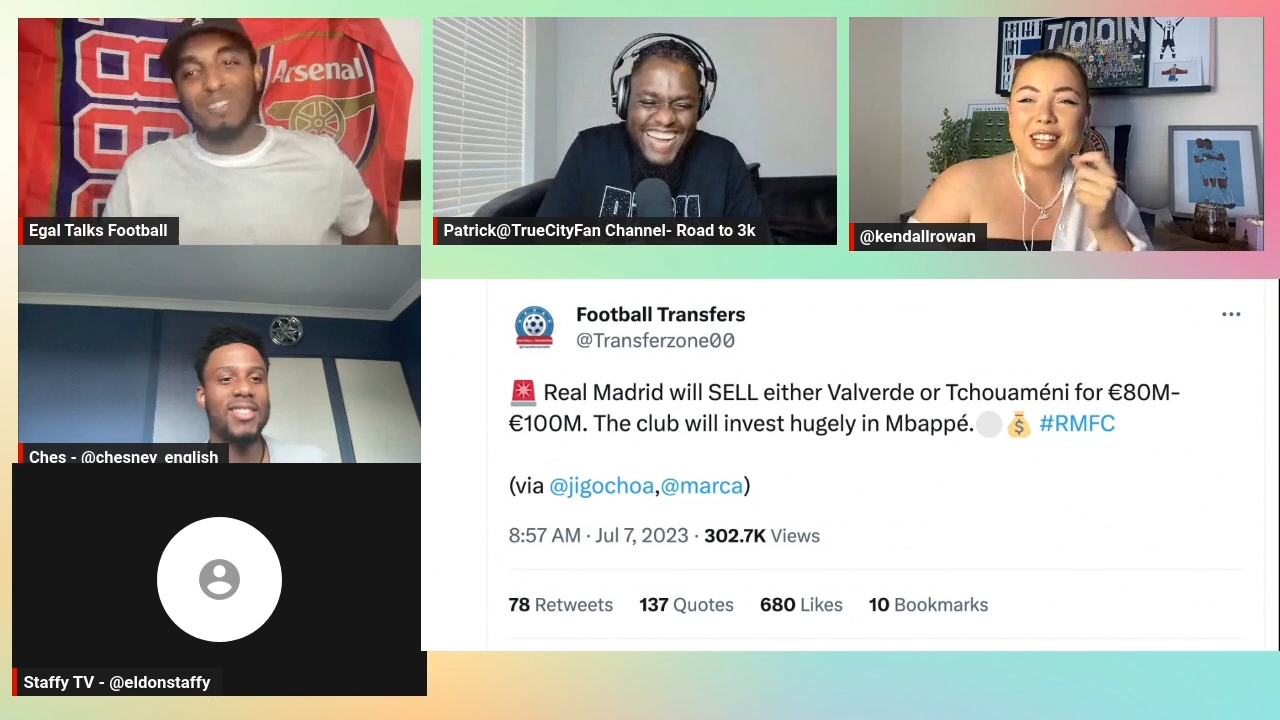 Arsenal
Egal Talks Football
Patrick@TrueCityFan Channel- Road to 3k
TOON
@kendallrowan
Ches - @chesney_english
Staffy TV - @eldonstaffy
Football Transfers
@Transferzone00
🚨 Real Madrid will SELL either Valverde or Tchouaméni for €80M-
€100M. The club will invest hugely in Mbappé.⚪💰 #RMFC
(via @jigochoa,@marca)
8:57 AM · Jul 7, 2023 · 302.7K Views
78 Retweets 137 Quotes 680 Likes 10 Bookmarks